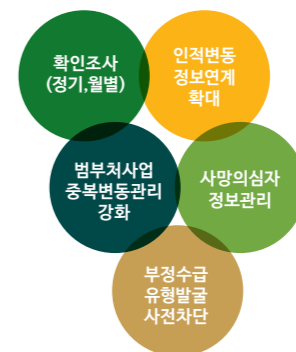 확인조사
(정기,월별)
인적변동
정보연계
확대
범부처사업
중복변동관리
강화
사망의심자
정보관리
부정수급
유형발굴
사전차단